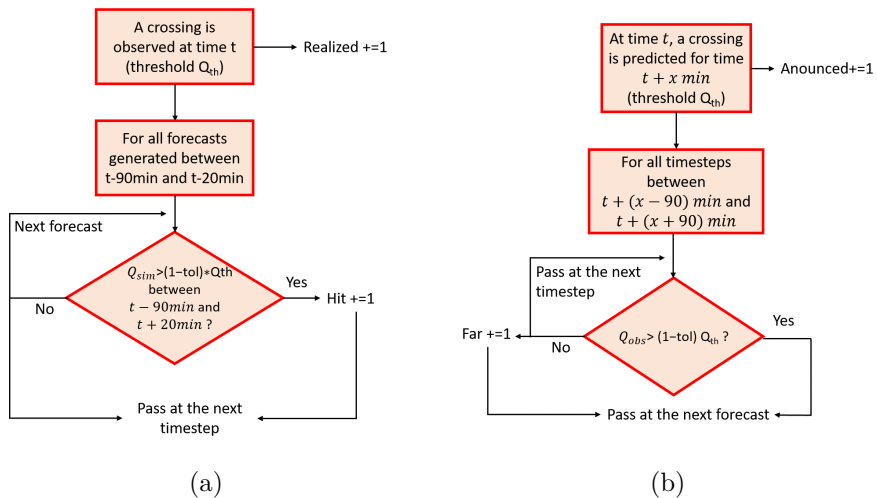 A crossing is
observed at time t
(threshold Qth)
Realized +=1
For all forecasts
generated between
t-90min and t-20min
Next forecast
Qsim>(1−tol)*Qth
between
t − 90min and
t + 20min ?
No
Yes
Hit +=1
Pass at the next
timestep
(a)
At time t, a crossing
is predicted for time
t + x min
(threshold Qth)
Anounced+=1
For all timesteps
between
t + (x − 90) min and
t + (x + 90) min
Pass at the next
timestep
Far +=1
No
Qobs> (1−tol) Qth ?
Yes
Pass at the next forecast
(b)